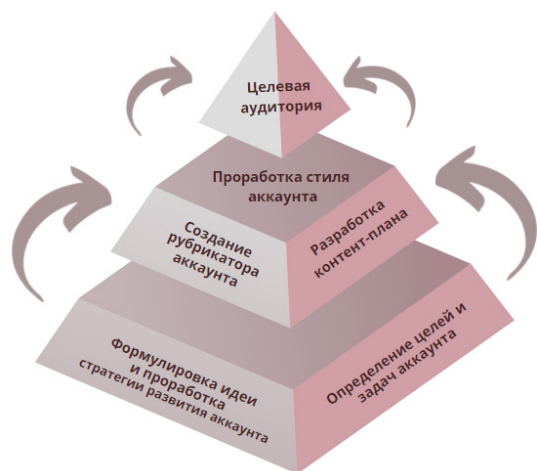 Целевая
аудитория
Проработка стиля
аккаунта
Создание
рубрикатора
аккаунта
Разработка
контент-плана
Формулировка идеи
и проработка
стратегии развития аккаунта
Определение целей и
задач аккаунта